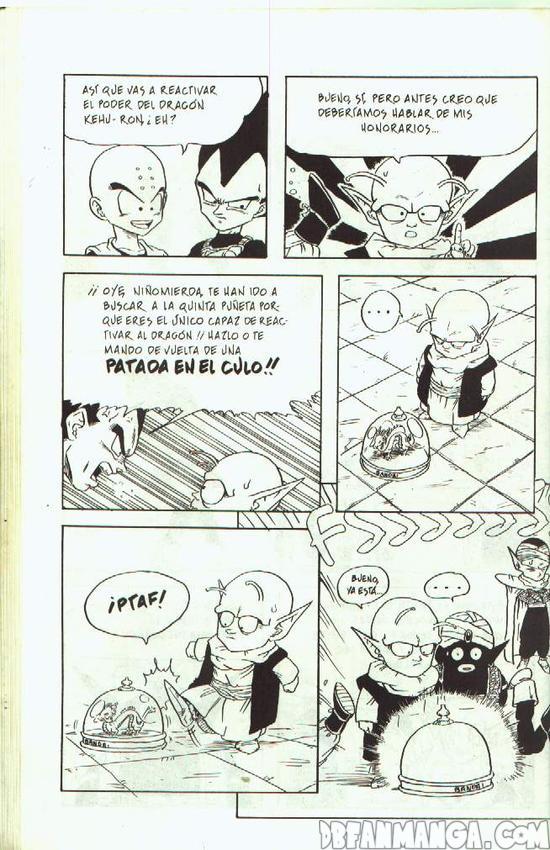 ASÍ QUE VAS A REACTIVAR
EL PODER DEL DRAGÓN
KEHU-RON, ¿EH?
BUENO, SÍ, PERO ANTES CREO QUE
DEBERÍAMOS HABLAR DE MIS
HONORARIOS...
¡¡ OYE, NIÑOMIERDA, TE HAN IDO A
BUSCAR A LA QUINTA PUÑETA POR-
QUE ERES EL ÚNICO CAPAZ DE REAC-
TIVAR AL DRAGÓN !! HAZLO O TE
MANDO DE VUELTA DE UNA
PATADA EN EL CULO!!
...
BANDAI
¡PTAF!
BANDAI
BUENO,
YA ESTÁ...
...
BANDAI
DBFANMANGA.COM